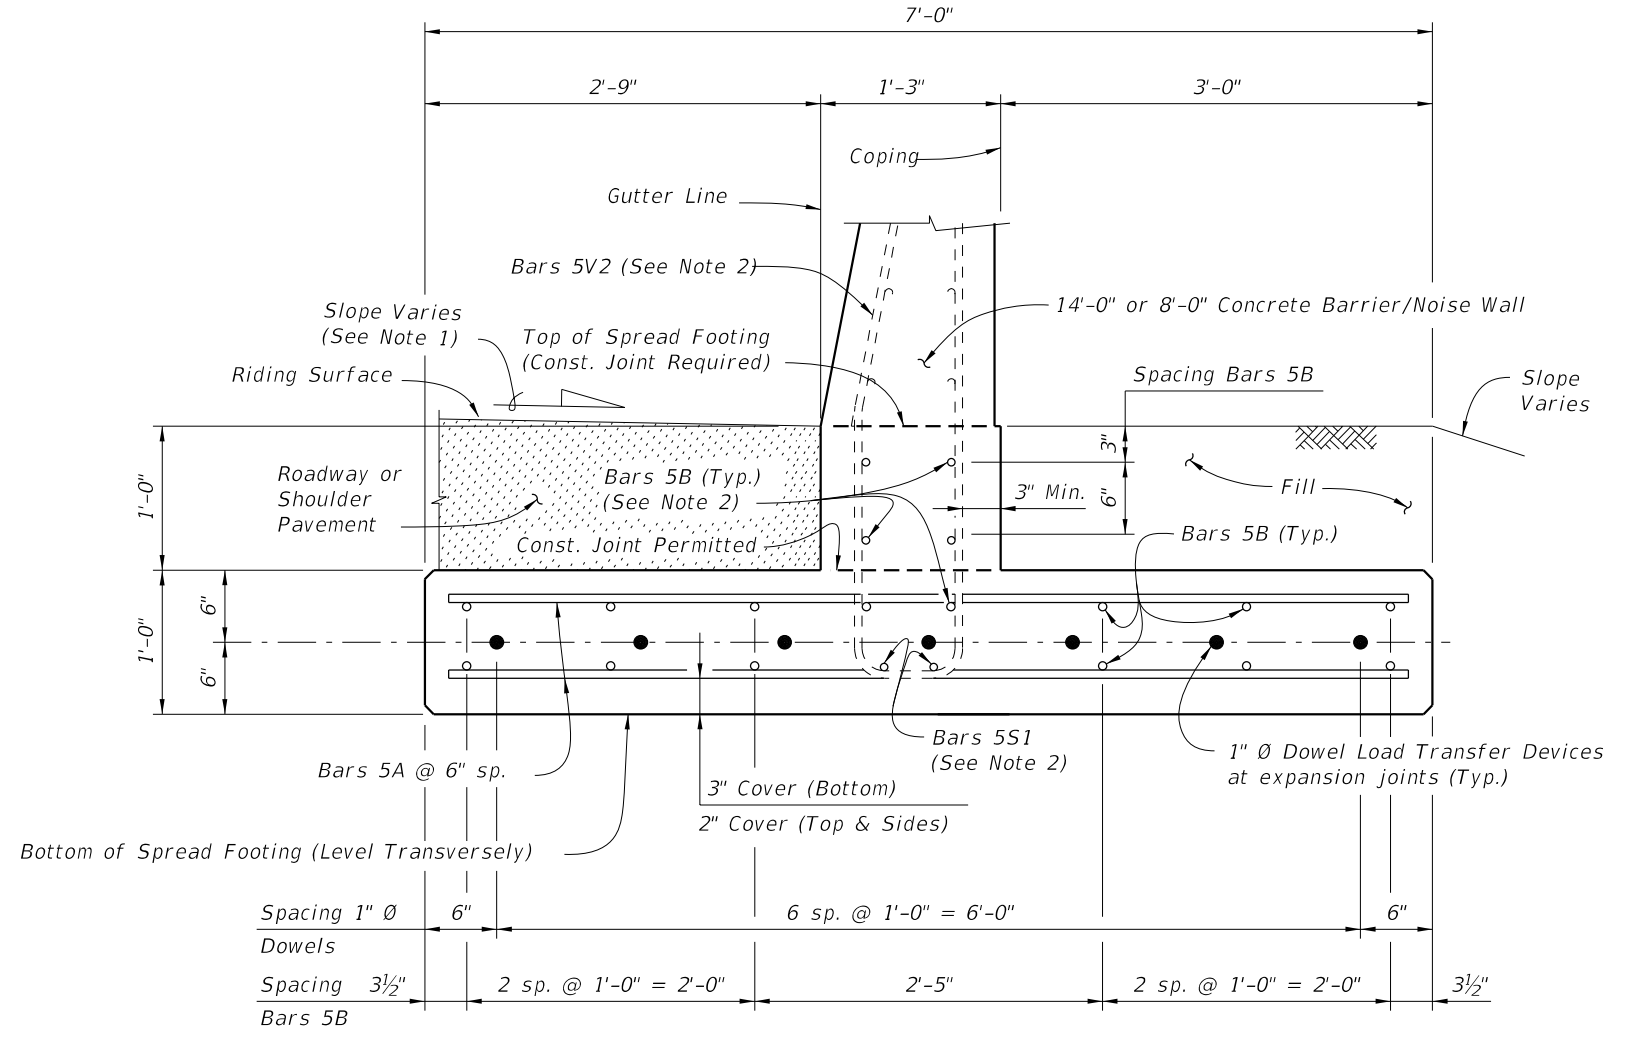 7'-0"
2'-9"
1'-3"
3'-0"
Coping
Gutter Line
Bars 5V2 (See Note 2)
14'-0" or 8'-0" Concrete Barrier/Noise Wall
Slope Varies
(See Note 1)
Top of Spread Footing
(Const. Joint Required)
Riding Surface
Spacing Bars 5B
Slope
Varies
3"
Roadway or
Shoulder
Pavement
Bars 5B (Typ.)
(See Note 2)
3" Min.
6"
Fill
1'-0"
Const. Joint Permitted
Bars 5B (Typ.)
6"
1'-0"
6"
Bars 5S1
(See Note 2)
1" Ø Dowel Load Transfer Devices
at expansion joints (Typ.)
Bars 5A @ 6" sp.
3" Cover (Bottom)
2" Cover (Top & Sides)
Bottom of Spread Footing (Level Transversely)
Spacing 1" Ø
Dowels
6"
6 sp. @ 1'-0" = 6'-0"
6"
Spacing
Bars 5B
3½"
2 sp. @ 1'-0" = 2'-0"
2'-5"
2 sp. @ 1'-0" = 2'-0"
3½"